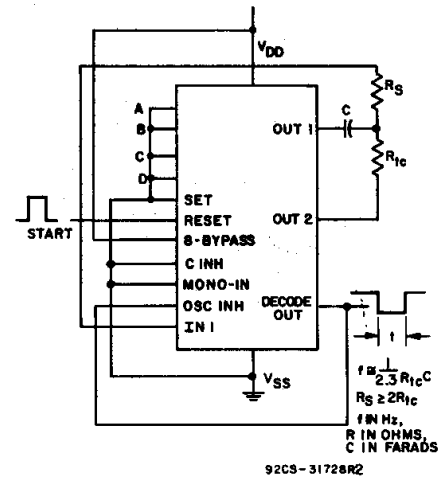 VDD
A
B
C
D
SET
RESET
8-BYPASS
C INH
MONO-IN
OSC INH
IN 1
START
OUT 1
C
RS
Rtc
OUT 2
DECODE
OUT
t
VSS
f ≅ 1
2.3 RtcC
RS ≥ 2Rtc
f IN Hz,
R IN OHMS,
C IN FARADS
92CS-31728R2